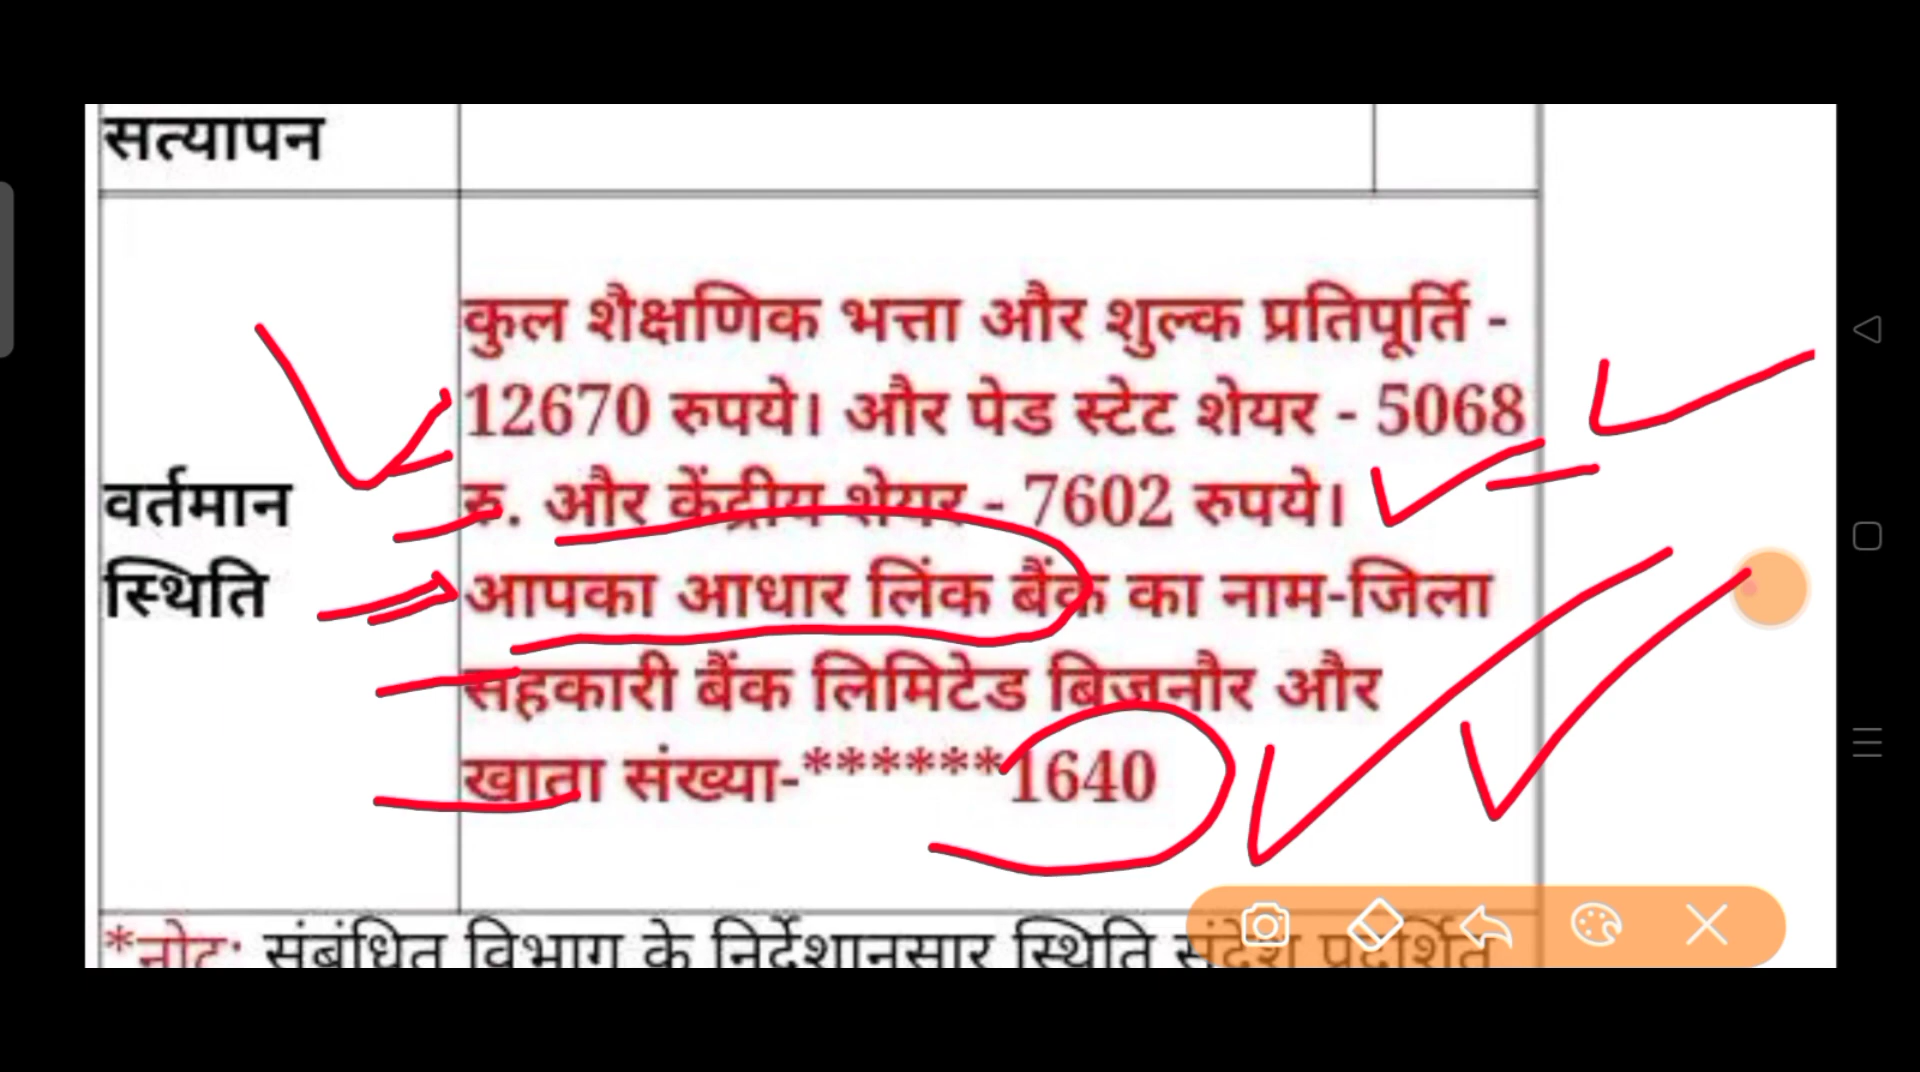 सत्यापन
कुल शैक्षणिक भत्ता और शुल्क प्रतिपूर्ति -
12670 रुपये। और पेड स्टेट शेयर - 5068
रु. और केंद्रीय शेयर - 7602 रुपये।
वर्तमान
स्थिति
आपका आधार लिंक बैंक का नाम-जिला
सहकारी बैंक लिमिटेड बिजनौर और
खाता संख्या-******1640
*नोट: संबंधित विभाग के निर्देशानुसार स्थिति संदेश प्रदर्शित